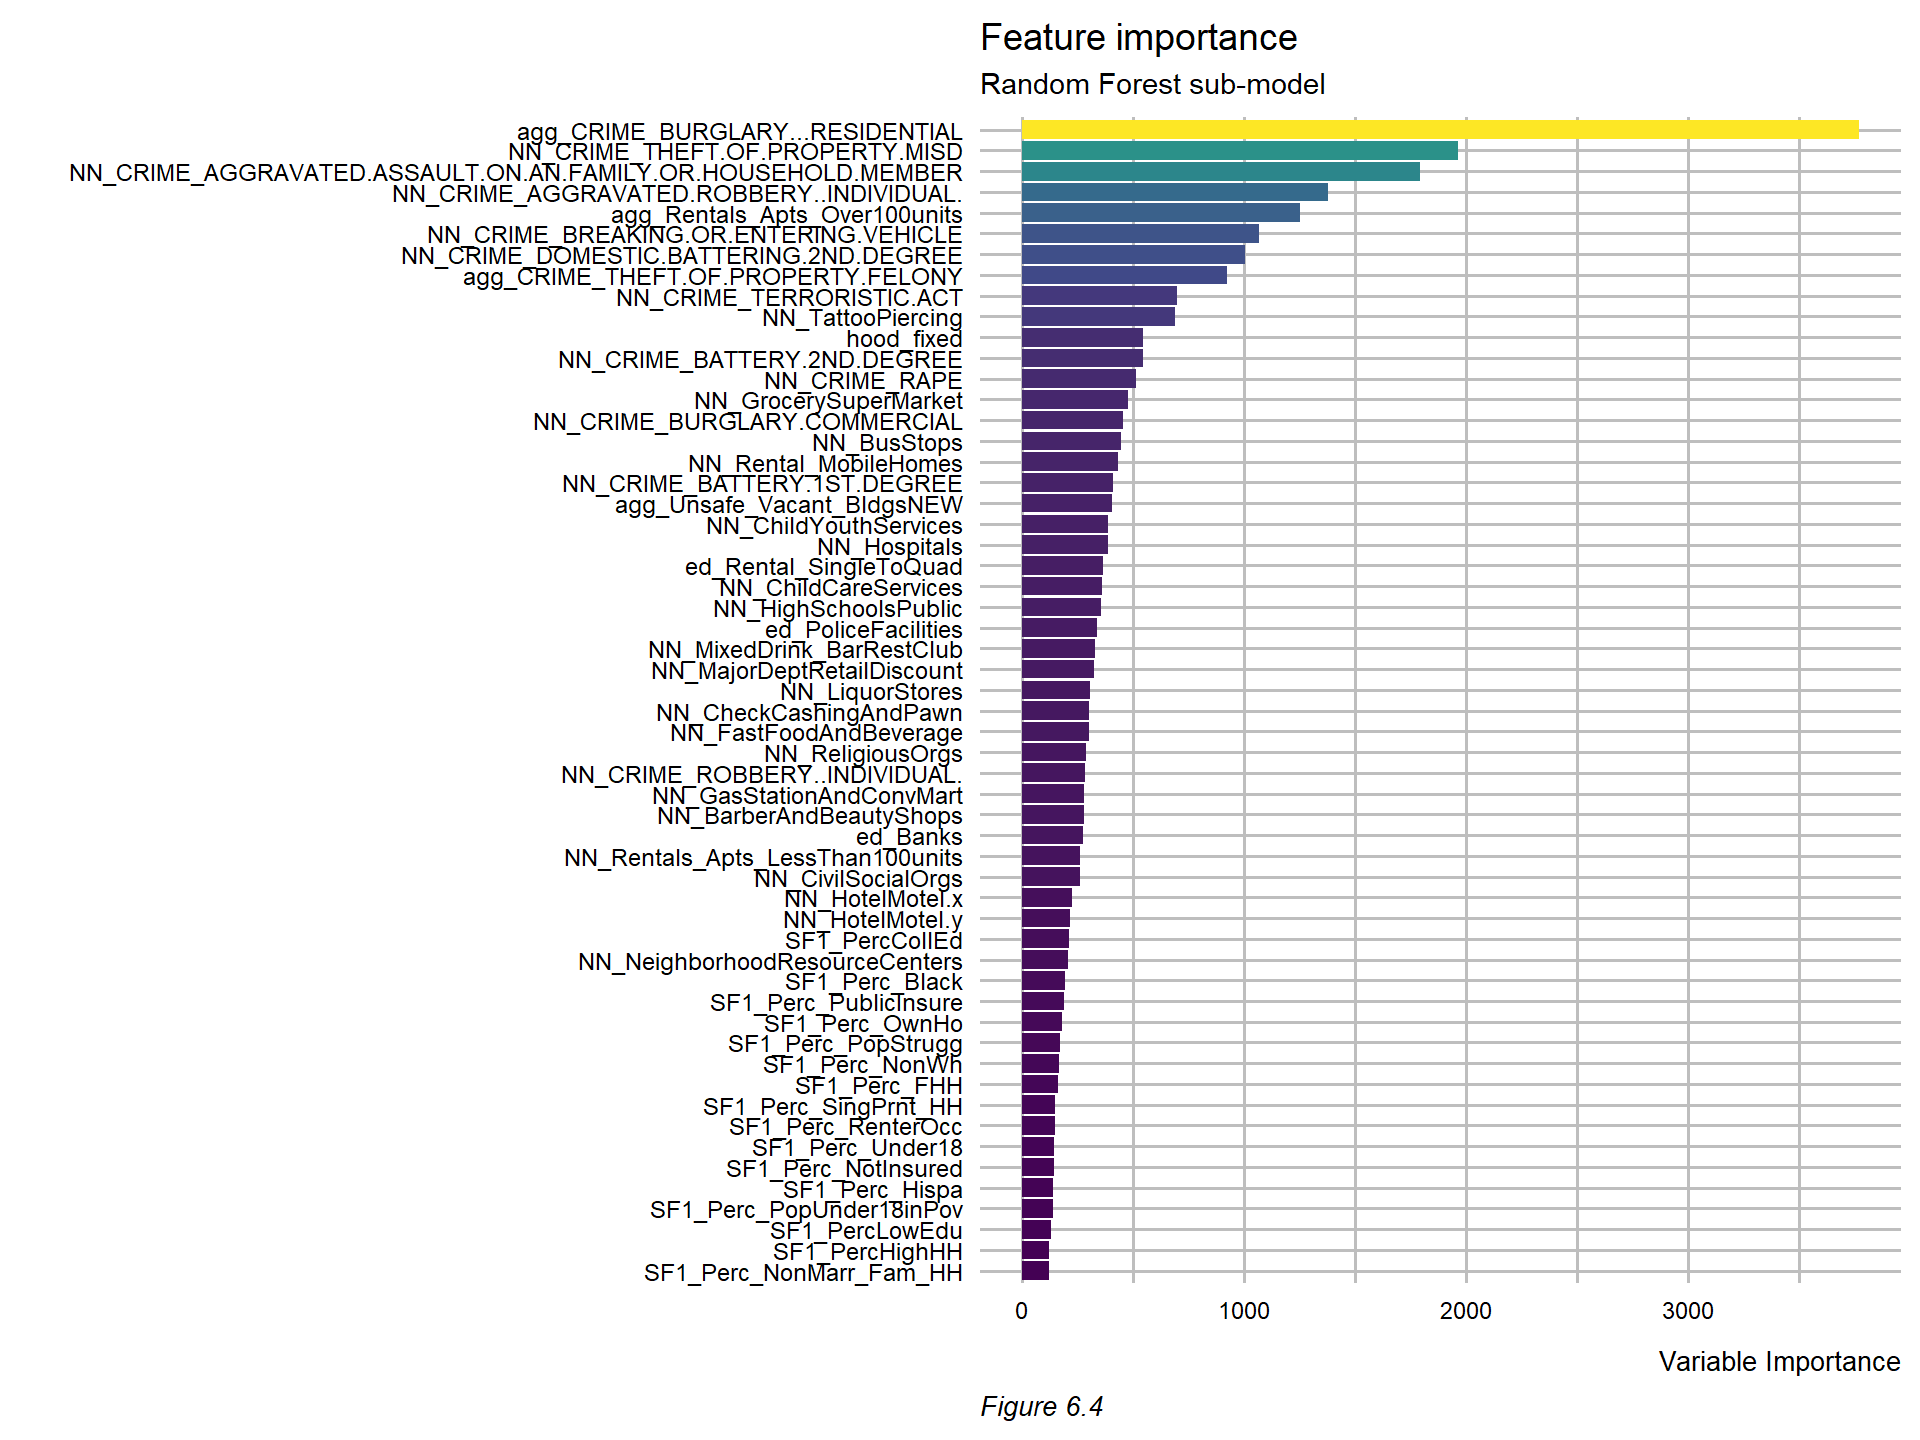 Feature importance
Random Forest sub-model
agg_CRIME_BURGLARY...RESIDENTIAL
NN_CRIME_THEFT.OF.PROPERTY.MISD
NN_CRIME_AGGRAVATED.ASSAULT.ON.AN.FAMILY.OR.HOUSEHOLD.MEMBER
NN_CRIME_AGGRAVATED.ROBBERY..INDIVIDUAL.
agg_Rentals_Apts_Over100units
NN_CRIME_BREAKING.OR.ENTERING.VEHICLE
NN_CRIME_DOMESTIC.BATTERING.2ND.DEGREE
agg_CRIME_THEFT.OF.PROPERTY.FELONY
NN_CRIME_TERRORISTIC.ACT
NN_TattooPiercing
hood_fixed
NN_CRIME_BATTERY.2ND.DEGREE
NN_CRIME_RAPE
NN_GrocerySuperMarket
NN_CRIME_BURGLARY.COMMERCIAL
NN_BusStops
NN_Rental_MobileHomes
NN_CRIME_BATTERY.1ST.DEGREE
agg_Unsafe_Vacant_BldgsNEW
NN_ChildYouthServices
NN_Hospitals
ed_Rental_SingleToQuad
NN_ChildCareServices
NN_HighSchoolsPublic
ed_PoliceFacilities
NN_MixedDrink_BarRestClub
NN_MajorDeptRetailDiscount
NN_LiquorStores
NN_CheckCashingAndPawn
NN_FastFoodAndBeverage
NN_ReligiousOrgs
NN_CRIME_ROBBERY..INDIVIDUAL.
NN_GasStationAndConvMart
NN_BarberAndBeautyShops
ed_Banks
NN_Rentals_Apts_LessThan100units
NN_CivilSocialOrgs
NN_HotelMotel.x
NN_HotelMotel.y
SF1_PercCollEd
NN_NeighborhoodResourceCenters
SF1_Perc_Black
SF1_Perc_PublicInsure
SF1_Perc_OwnHo
SF1_Perc_PopStrugg
SF1_Perc_NonWh
SF1_Perc_FHH
SF1_Perc_SingPrnt_HH
SF1_Perc_RenterOcc
SF1_Perc_Under18
SF1_Perc_NotInsured
SF1_Perc_Hispa
SF1_Perc_PopUnder18inPov
SF1_PercLowEdu
SF1_PercHighHH
SF1_Perc_NonMarr_Fam_HH
0 1000 2000 3000
Variable Importance
Figure 6.4